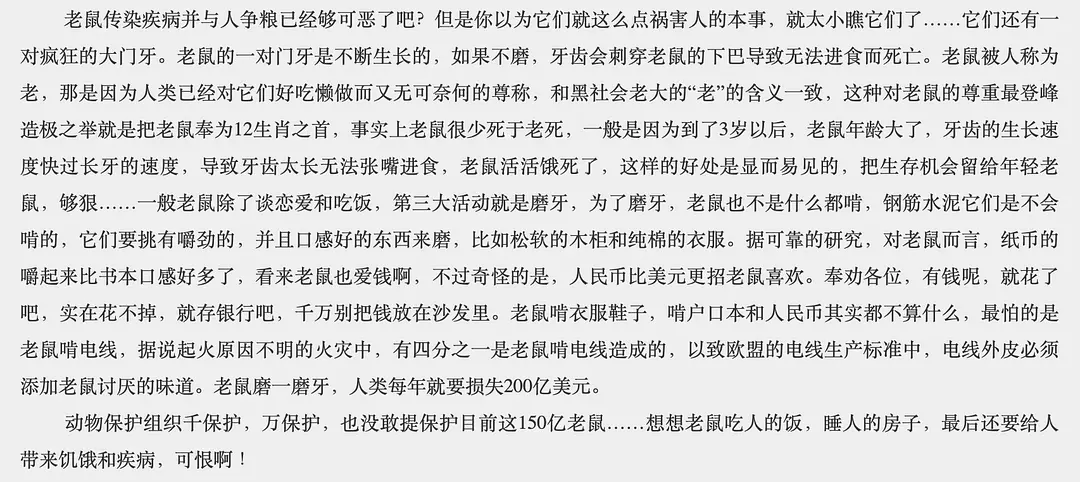 老鼠传染疾病并与人争粮已经够可恶了吧？但是你以为它们就这么点祸害人的本事，就太小瞧它们了……它们还有一
对疯狂的大门牙。老鼠的一对门牙是不断生长的，如果不磨，牙齿会刺穿老鼠的下巴导致无法进食而死亡。老鼠被人称为
老，那是因为人类已经对它们好吃懒做而又无可奈何的尊称，和黑社会老大的“老”的含义一致，这种对老鼠的尊重最登峰
造极之举就是把老鼠奉为12生肖之首，事实上老鼠很少死于老死，一般是因为到了3岁以后，老鼠年龄大了，牙齿的生长速
度快过长牙的速度，导致牙齿太长无法张嘴进食，老鼠活活饿死了，这样的好处是显而易见的，把生存机会留给年轻老
鼠，够狠……一般老鼠除了谈恋爱和吃饭，第三大活动就是磨牙，为了磨牙，老鼠也不是什么都啃，钢筋水泥它们是不会
啃的，它们要挑有嚼劲的，并且口感好的东西来磨，比如松软的木柜和纯棉的衣服。据可靠的研究，对老鼠而言，纸币的
嚼起来比书本口感好多了，看来老鼠也爱钱啊，不过奇怪的是，人民币比美元更招老鼠喜欢。奉劝各位，有钱呢，就花了
吧，实在花不掉，就存银行吧，千万别把钱放在沙发里。老鼠啃衣服鞋子，啃户口本和人民币其实都不算什么，最怕的是
老鼠啃电线，据说起火原因不明的火灾中，有四分之一是老鼠啃电线造成的，以致欧盟的电线生产标准中，电线外皮必须
添加老鼠讨厌的味道。老鼠磨一磨牙，人类每年就要损失200亿美元。
动物保护组织千保护，万保护，也没敢提保护目前这150亿老鼠……想想老鼠吃人的饭，睡人的房子，最后还要给人
带来饥饿和疾病，可恨啊！